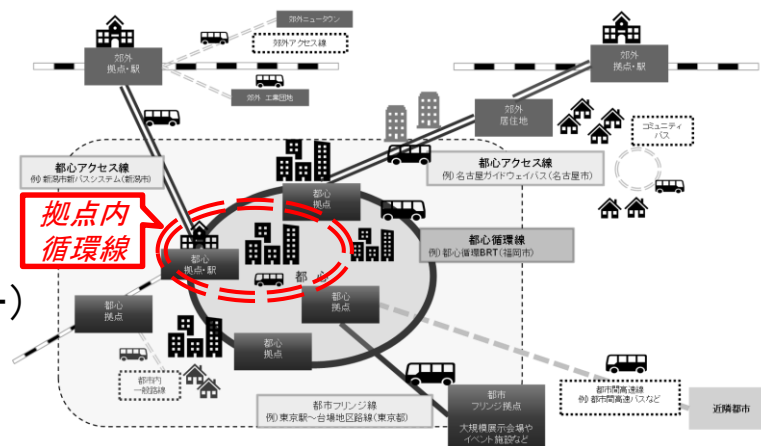 郊外ニュータウン
郊外アクセス線
郊外
拠点・駅
郊外 工業団地
郊外
拠点・駅
郊外
居住地
コミュニティ
バス
都心アクセス線
例)新潟市新バスシステム(新潟市)
都心アクセス線
例)名古屋ガイドウェイバス(名古屋市)
拠点内
循環線
都心
拠点
都心循環線
例)都心循環BRT(福岡市)
都心
拠点・駅
都心
ー)
都心
拠点
都心
拠点
都心
拠点
都市内
一般路線
都市フリンジ線
例)東京駅~台場地区路線(東京都)
都市
フリンジ拠点
大規模展示会場や
イベント施設など
都市間高速線
例)都市間高速バスなど
近隣都市